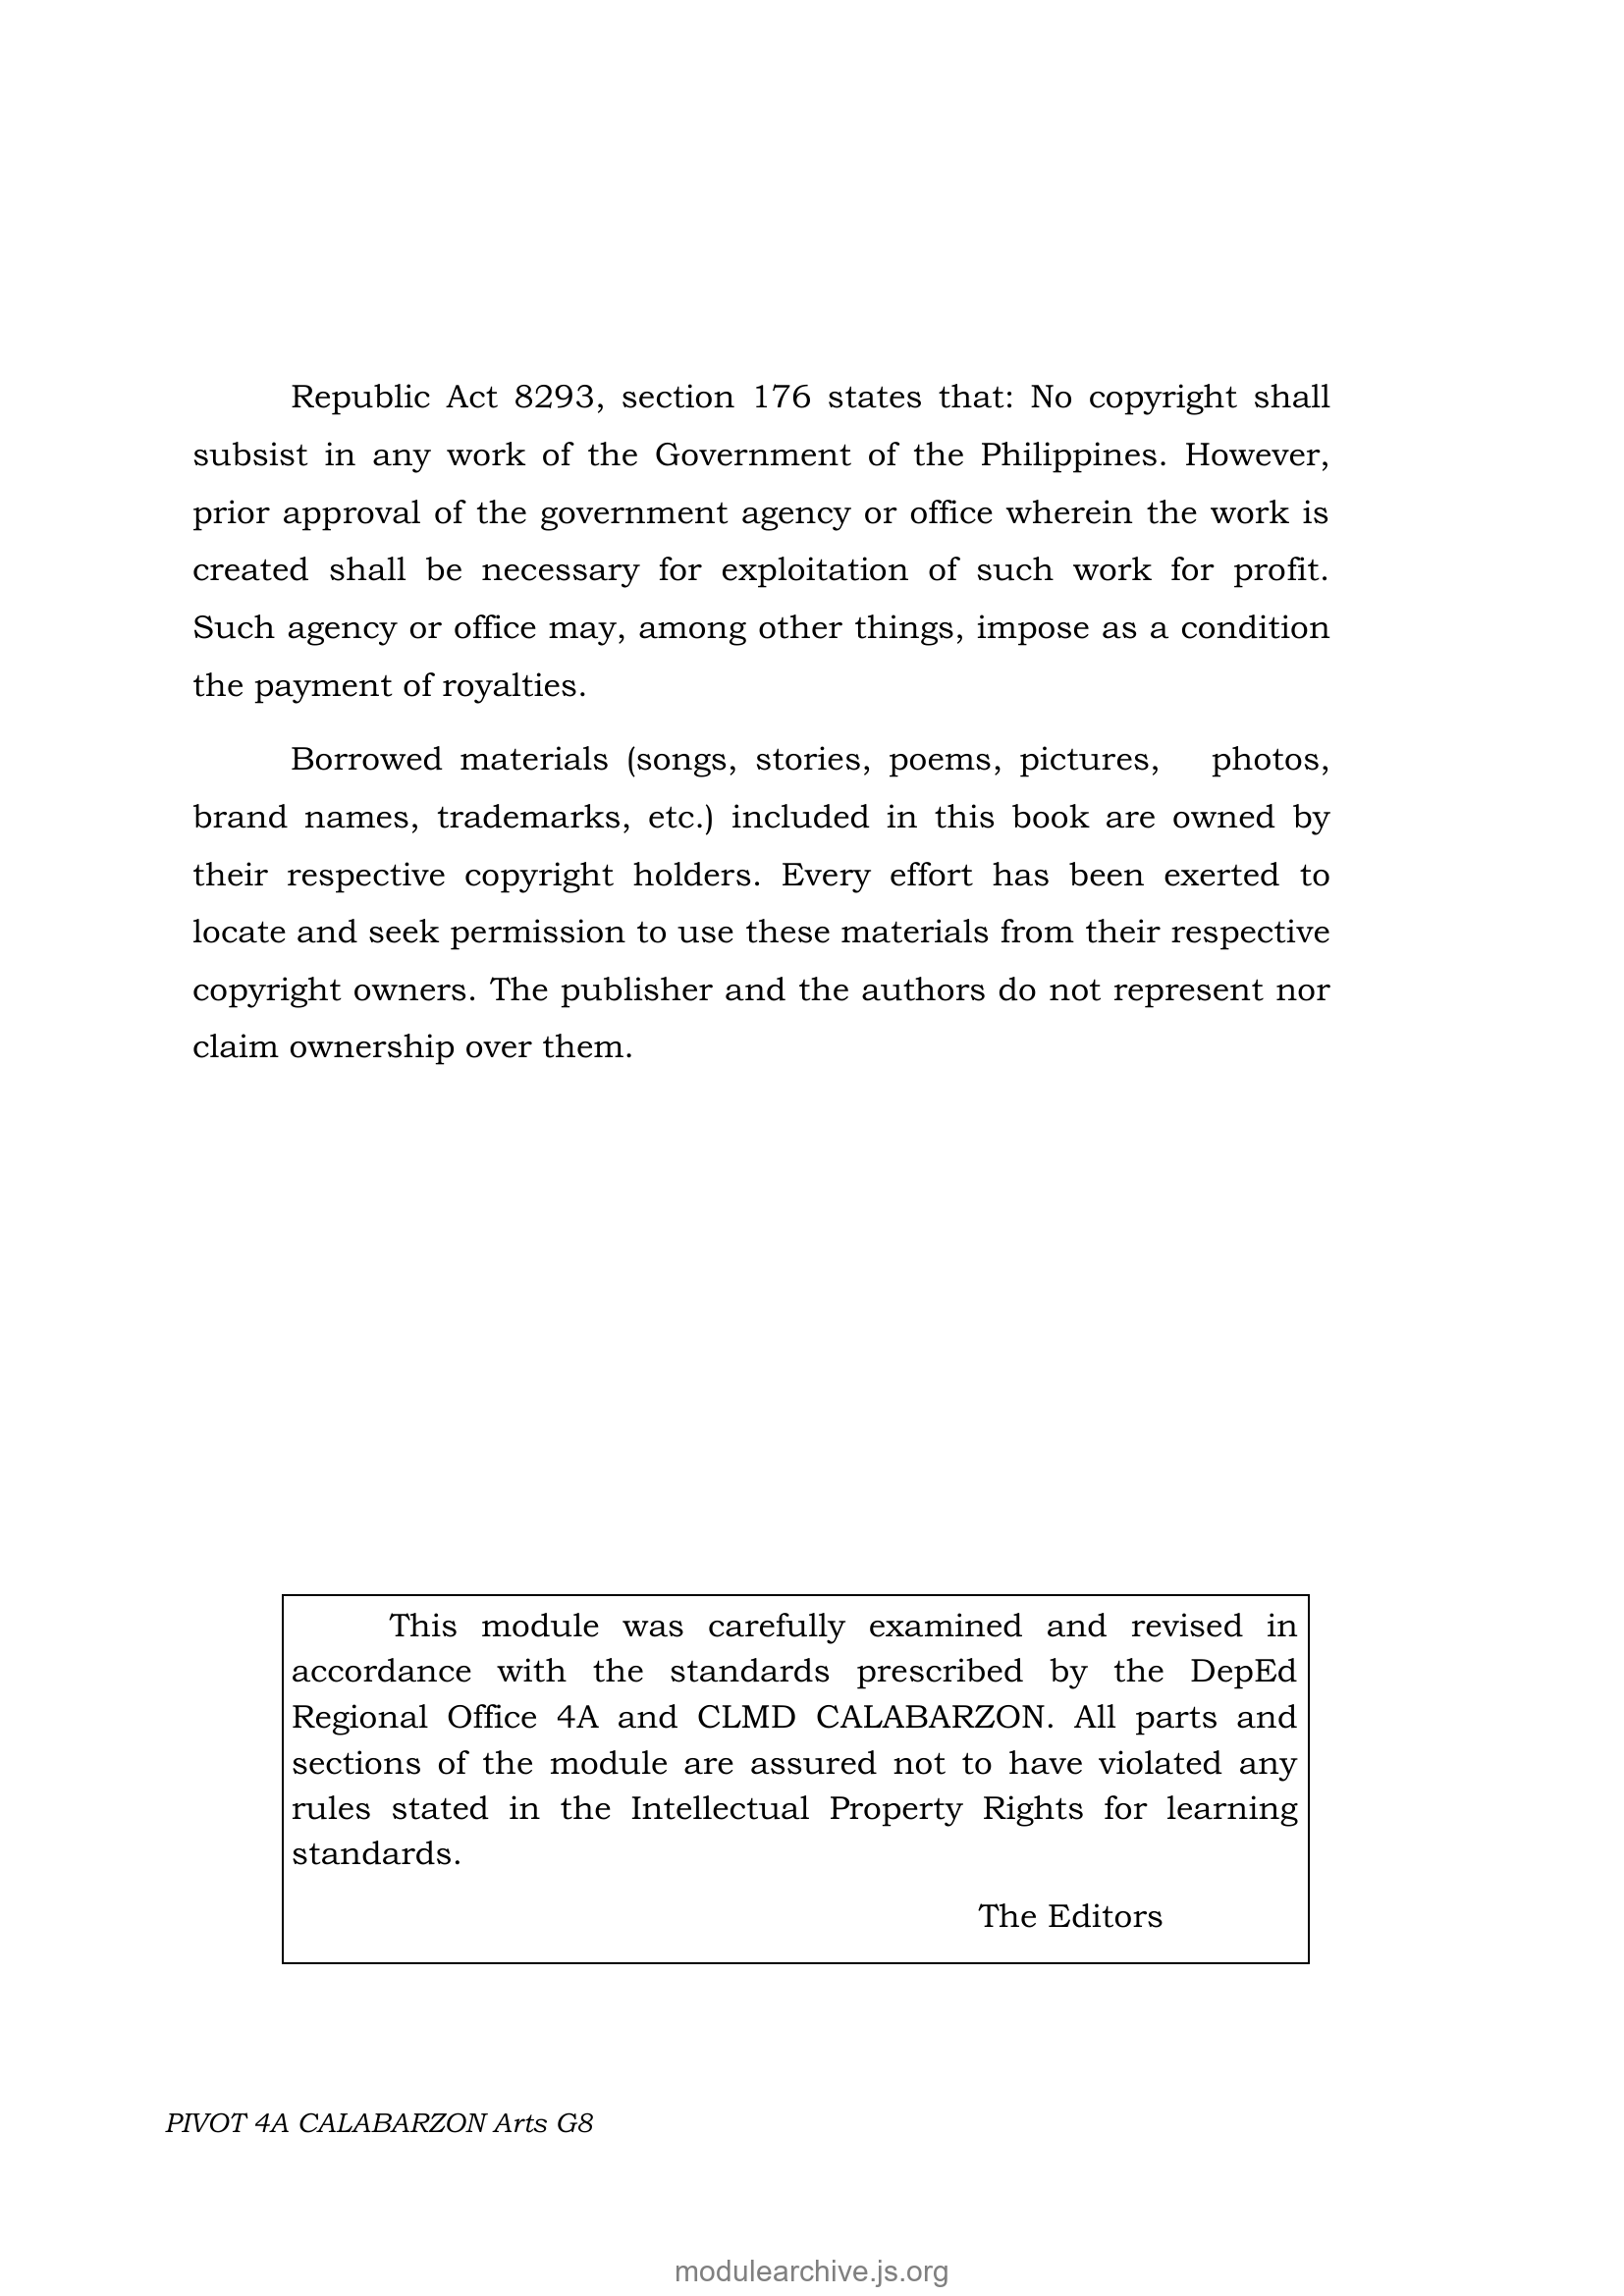 Republic Act 8293, section 176 states that: No copyright shall
subsist in any work of the Government of the Philippines. However,
prior approval of the government agency or office wherein the work is
created shall be necessary for exploitation of such work for profit.
Such agency or office may, among other things, impose as a condition
the payment of royalties.
Borrowed materials (songs, stories, poems, pictures, photos,
brand names, trademarks, etc.) included in this book are owned by
their respective copyright holders. Every effort has been exerted to
locate and seek permission to use these materials from their respective
copyright owners. The publisher and the authors do not represent nor
claim ownership over them.
This module was carefully examined and revised in
accordance with the standards prescribed by the DepEd
Regional Office 4A and CLMD CALABARZON. All parts and
sections of the module are assured not to have violated any
rules stated in the Intellectual Property Rights for learning
standards.
The Editors
PIVOT 4A CALABARZON Arts G8
modulearchive.js.org